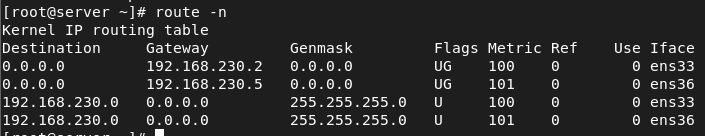 [root@server ~]# route -n
Kernel IP routing table
Destination     Gateway         Genmask         Flags Metric Ref    Use Iface
0.0.0.0         192.168.230.2   0.0.0.0         UG    100    0        0 ens33
0.0.0.0         192.168.230.5   0.0.0.0         UG    101    0        0 ens36
192.168.230.0   0.0.0.0         255.255.255.0   U     100    0        0 ens33
192.168.230.0   0.0.0.0         255.255.255.0   U     101    0        0 ens36
[root@server ~]#